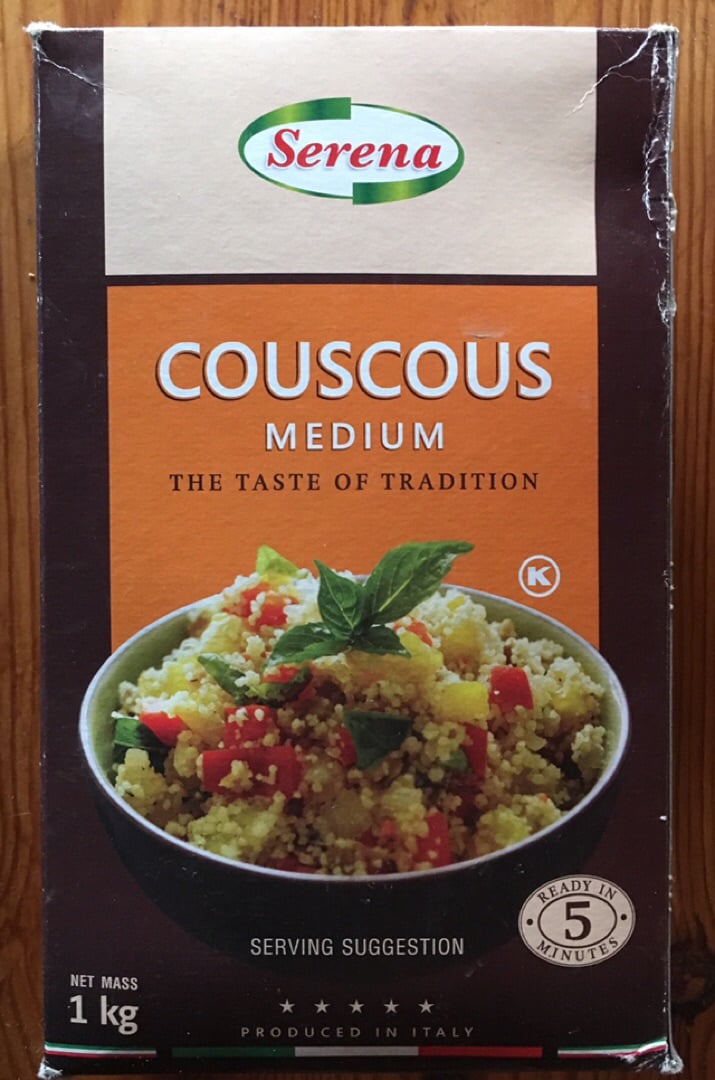 Serena
COUSCOUS
MEDIUM
THE TASTE OF TRADITION
K
READY IN
5
MINUTES
SERVING SUGGESTION
NET MASS
1 kg
PRODUCED IN ITALY